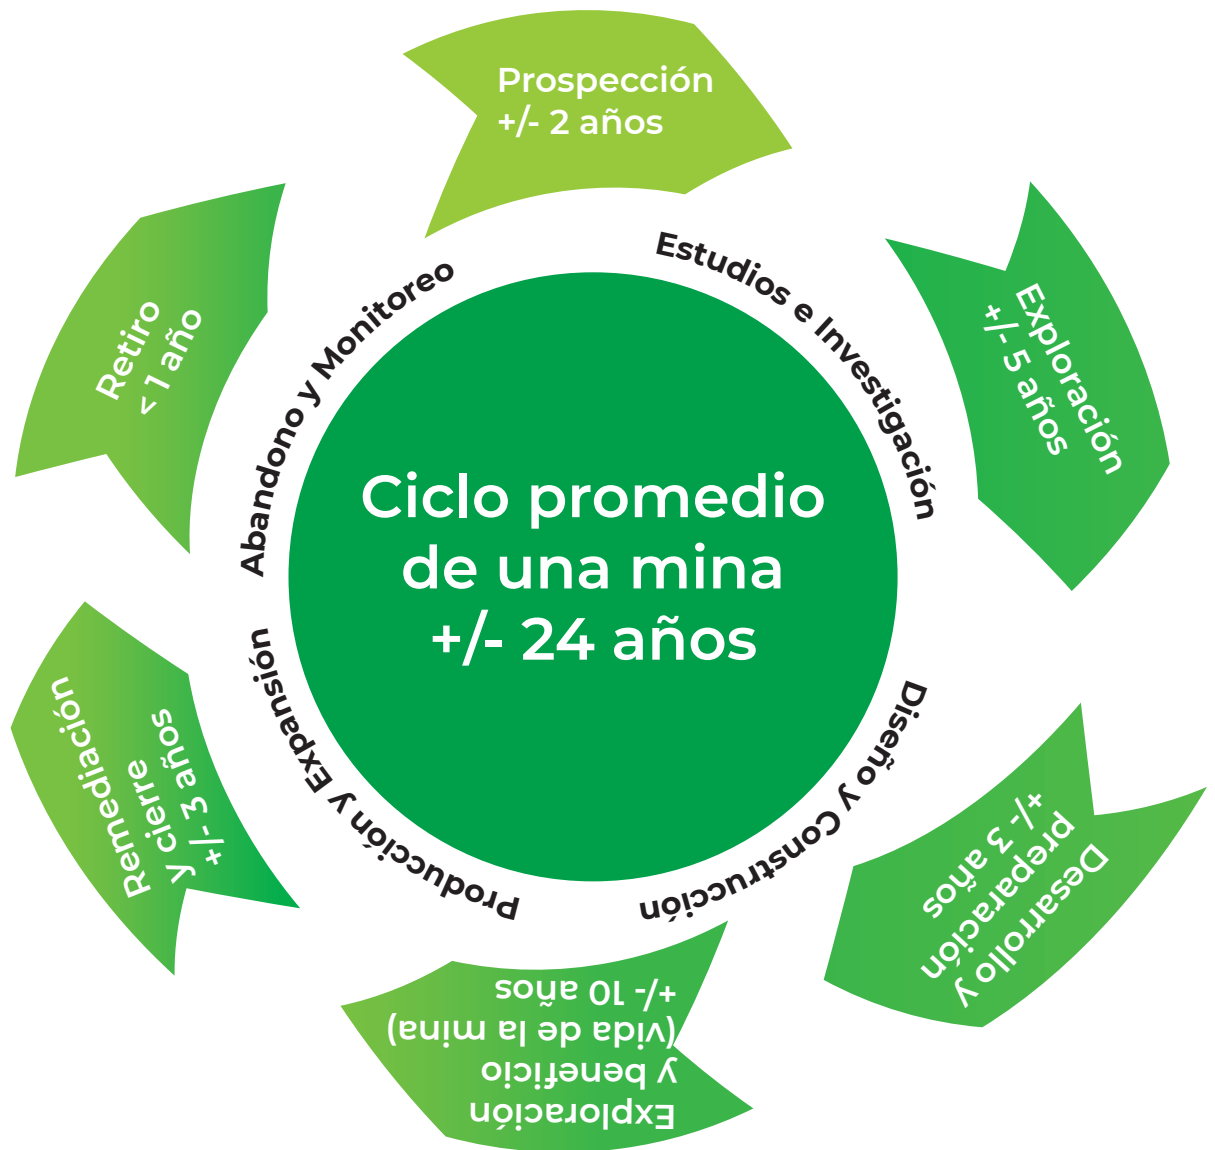 Prospección
+/- 2 años
Exploración
+/- 5 años
Desarrollo y
preparación
+/- 3 años
Exploración
y beneficio
(vida de la mina)
+/- 10 años
Remediación
y cierre
+/- 3 años
Retiro
< 1 año
Estudios e Investigación
Diseño y Construcción
Producción y Expansión
Abandono y Monitoreo
Ciclo promedio
de una mina
+/- 24 años